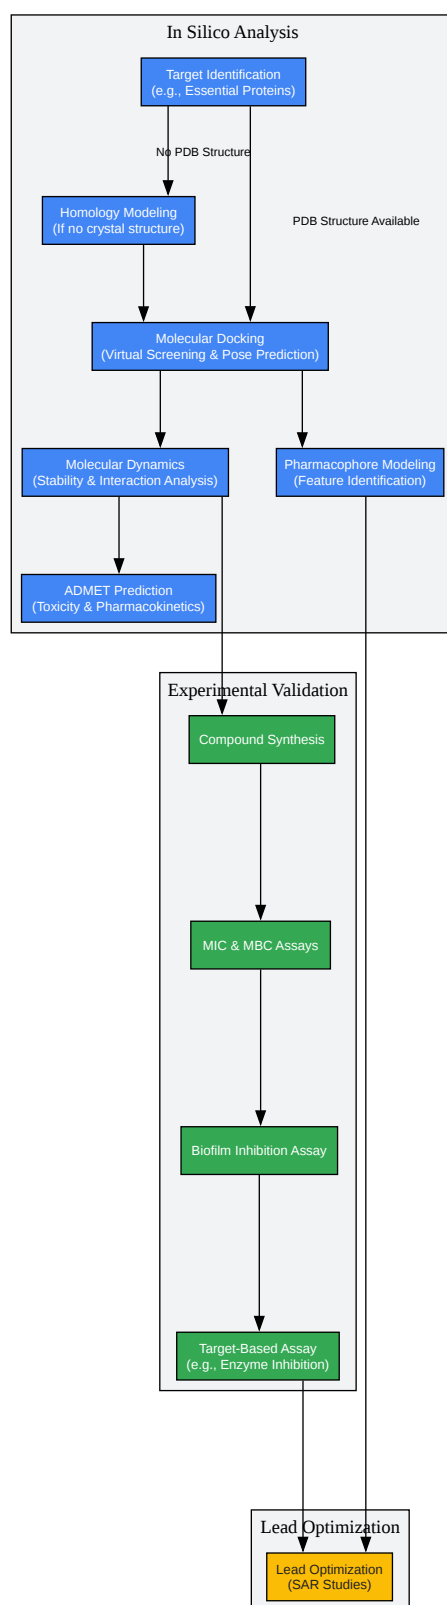 In Silico Analysis
Target Identification
(e.g., Essential Proteins)
No PDB Structure
Homology Modeling
(If no crystal structure)
PDB Structure Available
Molecular Docking
(Virtual Screening & Pose Prediction)
Molecular Dynamics
(Stability & Interaction Analysis)
Pharmacophore Modeling
(Feature Identification)
ADMET Prediction
(Toxicity & Pharmacokinetics)
Experimental Validation
Compound Synthesis
MIC & MBC Assays
Biofilm Inhibition Assay
Target-Based Assay
(e.g., Enzyme Inhibition)
Lead Optimization
Lead Optimization
(SAR Studies)